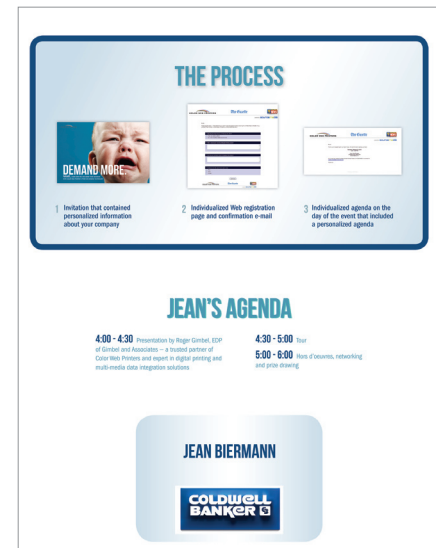 THE PROCESS
DEMAND MORE.
1 Invitation that contained
personalized information
about your company
2 Individualized Web registration
page and confirmation e-mail
3 Individualized agenda on the
day of the event that included
a personalized agenda
JEAN'S AGENDA
4:00 - 4:30 Presentation by Roger Gimbel, EDP
of Gimbel and Associates – a trusted partner of
Color Web Printers and expert in digital printing and
multi-media data integration solutions
4:30 - 5:00 Tour
5:00 - 6:00 Hors d'oeuvres, networking
and prize drawing
JEAN BIERMANN
COLDWELL
BANKER